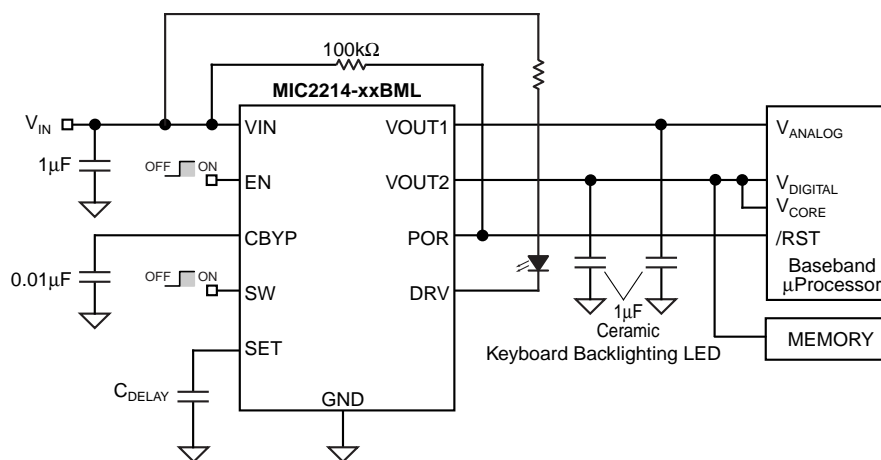 100kΩ
MIC2214-xxBML
VIN
VIN
VOUT1
VANALOG
1µF
OFF ON
EN
VOUT2
VDIGITAL
VCORE
CBYP
POR
/RST
0.01µF
OFF ON
SW
DRV
Baseband
µProcessor
1µF
Ceramic
Keyboard Backlighting LED
MEMORY
SET
CDELAY
GND